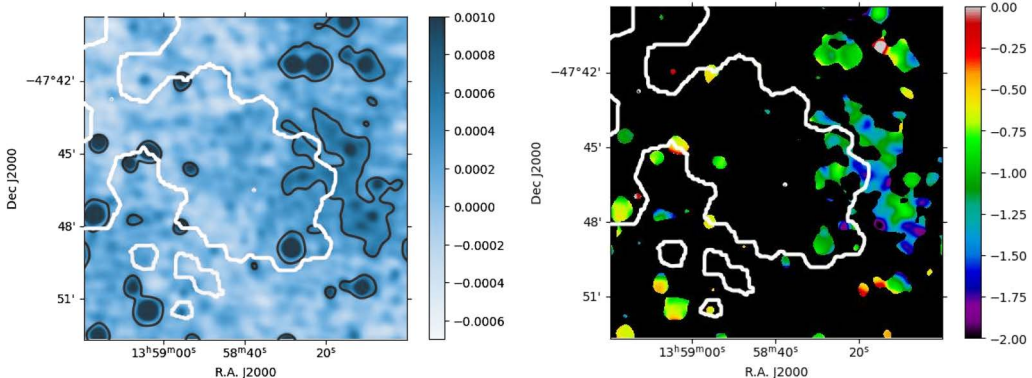 0.0010
0.0008
0.0006
0.0004
0.0002
0.0000
−0.0002
−0.0004
−0.0006
−47°42'
45'
48'
51'
Dec J2000
13ʰ59ᵐ00ˢ
58ᵐ40ˢ
20ˢ
R.A. J2000
0.00
−0.25
−0.50
−0.75
−1.00
−1.25
−1.50
−1.75
−2.00
−47°42'
45'
48'
51'
Dec J2000
13ʰ59ᵐ00ˢ
58ᵐ40ˢ
20ˢ
R.A. J2000